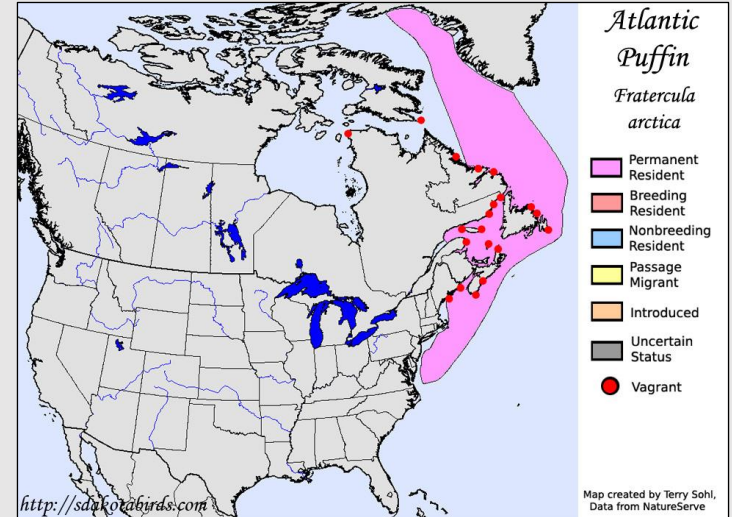 Atlantic
Puffin
Fratercula
arctica
Permanent
Resident
Breeding
Resident
Nonbreeding
Resident
Passage
Migrant
Introduced
Uncertain
Status
Vagrant
http://sdakotabirds.com
Map created by Terry Sohl,
Data from NatureServe